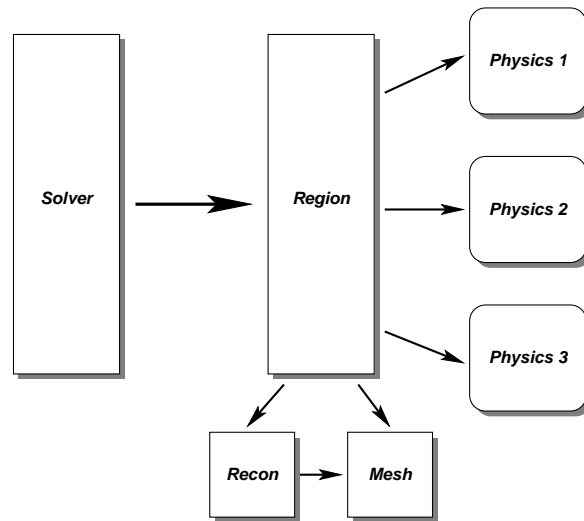 Physics 1
Solver
Region
Physics 2
Physics 3
Recon
Mesh